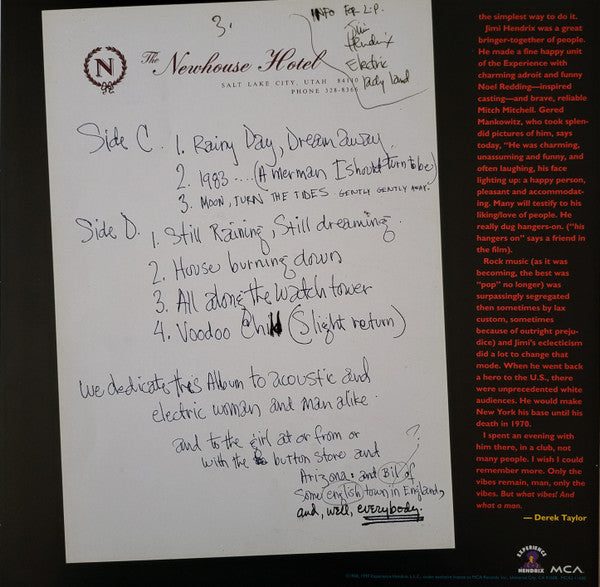 3.
INFO FOR L.P.
Jimi
Hendrix
Electric
Lady land
N
The Newhouse Hotel
SALT LAKE CITY, UTAH 84110
PHONE 328-8366
Side C. 1. Rainy Day, Dream away.
2. 1983.... (A merman I should turn to be)
3. MOON, TURN THE TIDES GENTLY GENTLY AWAY.
Side D. 1. Still Raining, Still dreaming.
2. House burning down
3. All along the watch tower
4. Voodoo Child (Slight return)
We dedicate this Album to acoustic and
electric woman and man alike.
and to the girl at or from or
with the button store and
?
Arizona: and Bil of
some (english) town in England,
and, well, everybody.
the simplest way to do it.
Jimi Hendrix was a great
bringer-together of people.
He made a fine happy unit
of the Experience with
charming adroit and funny
Noel Redding—inspired
casting—and brave, reliable
Mitch Mitchell. Gered
Mankowitz, who took splen-
did pictures of him, says
today, "He was charming,
unassuming and funny, and
often laughing, his face
lighting up: a happy person,
pleasant and accommodat-
ing. Many will testify to his
liking/love of people. He
really dug hangers-on. ("his
hangers on" says a friend in
the film).
Rock music (as it was
becoming, the best was
"pop" no longer) was
surpassingly segregated
then sometimes by lax
custom, sometimes
because of outright preju-
dice) and Jimi's eclecticism
did a lot to change that
mode. When he went back
a hero to the U.S., there
were unprecedented white
audiences. He would make
New York his base until his
death in 1970.
I spent an evening with
him there, in a club, not
many people. I wish I could
remember more. Only the
vibes remain, man, only the
vibes. But what vibes! And
what a man.
— Derek Taylor
EXPERIENCE
HENDRIX
MCA
Experience Hendrix, L.L.C., under exclusive license to MCA Records Inc.